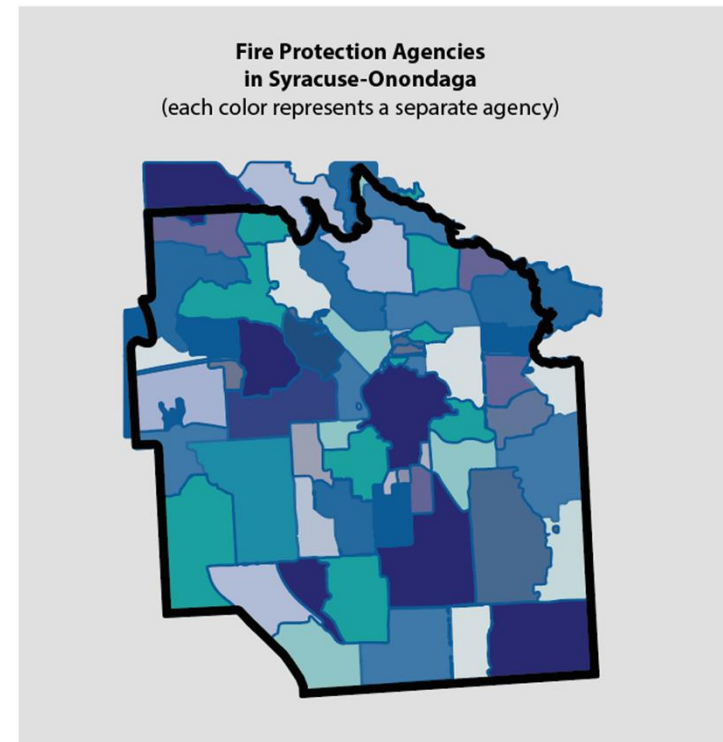 Fire Protection Agencies
in Syracuse-Onondaga
(each color represents a separate agency)